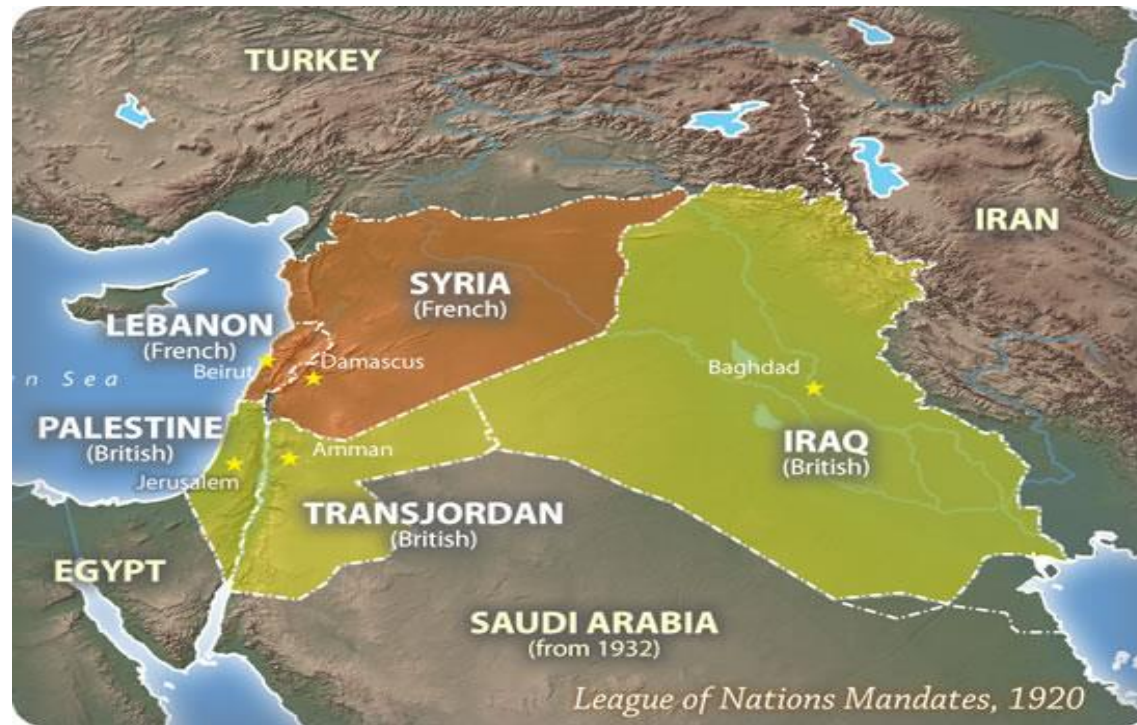 TURKEY
IRAN
SYRIA
(French)
LEBANON
(French)
Beirut
Damascus
n Sea
Baghdad
PALESTINE
(British)
Amman
Jerusalem
IRAQ
(British)
TRANSJORDAN
(British)
EGYPT
SAUDI ARABIA
(from 1932)
P
League of Nations Mandates, 1920